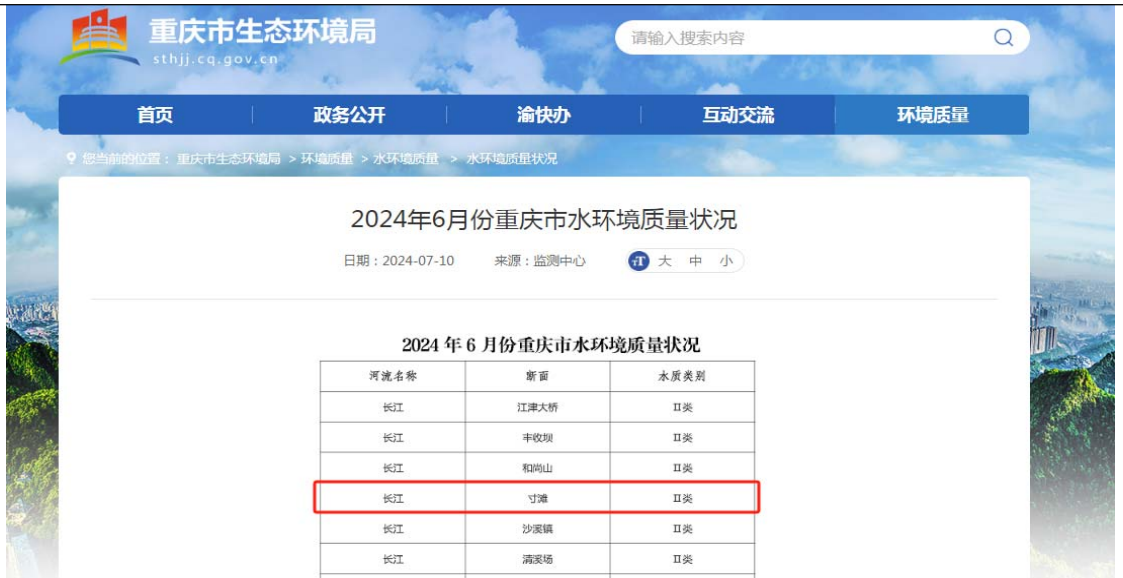 重庆市生态环境局
sthjj.cq.gov.cn
请输入搜索内容
首页 政务公开 渝快办 互动交流 环境质量
您当前的位置： 重庆市生态环境局 > 环境质量 > 水环境质量 > 水环境质量状况
2024年6月份重庆市水环境质量状况
日期：2024-07-10 来源：监测中心 大 中 小
2024 年 6 月份重庆市水环境质量状况
河流名称 断面 水质类别
长江 江津大桥 II类
长江 丰收坝 II类
长江 和尚山 II类
长江 寸滩 II类
长江 沙溪镇 II类
长江 清溪场 II类